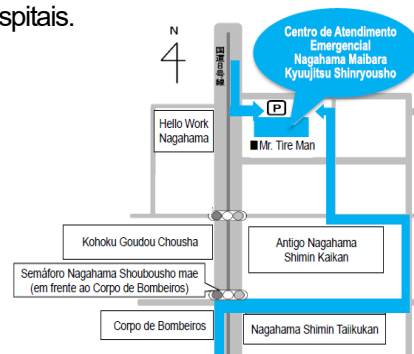 spitais.
N
国道8号線
Centro de Atendimento
Emergencial
Nagahama Maibara
Kyuujitsu Shinryousho
P
Hello Work
Nagahama
■Mr. Tire Man
Kohoku Goudou Chousha
Antigo Nagahama
Shimin Kaikan
Semáforo Nagahama Shoubousho mae
(em frente ao Corpo de Bombeiros)
Corpo de Bombeiros
Nagahama Shimin Taiikukan